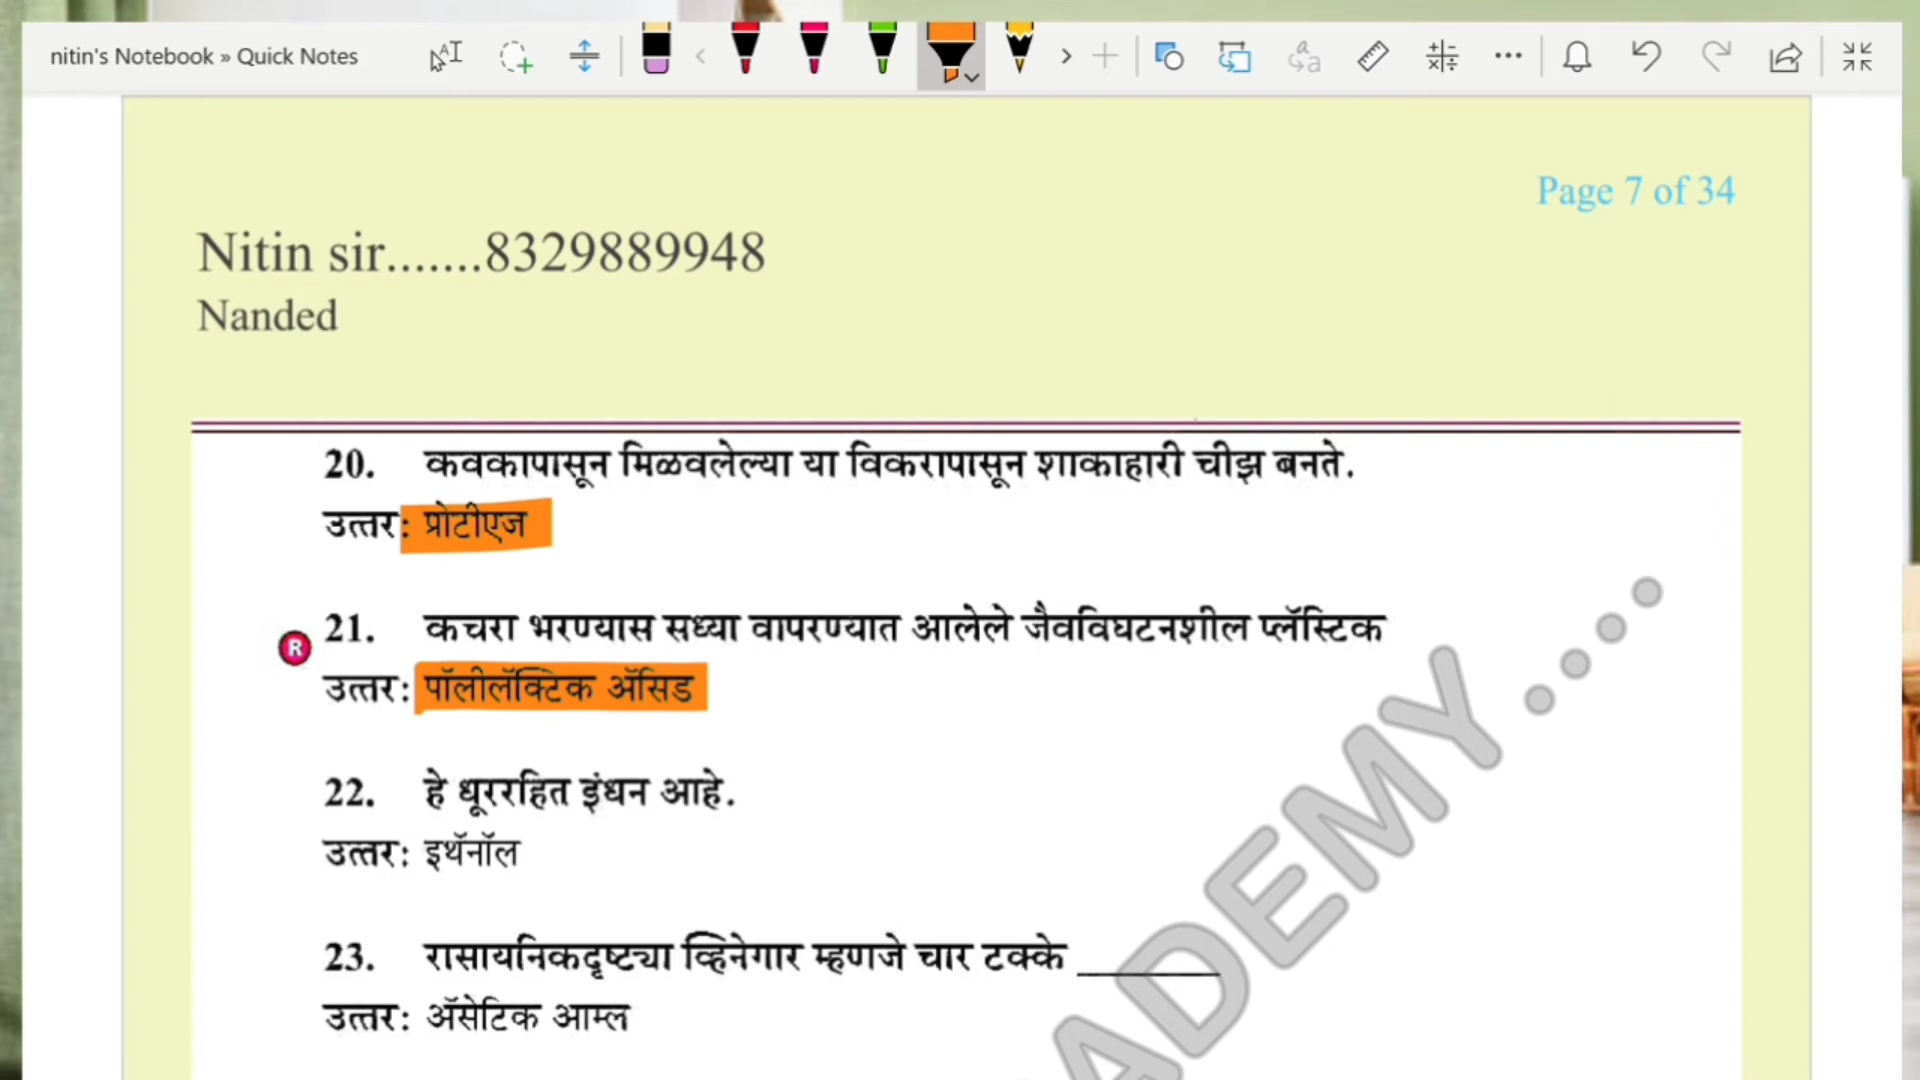 nitin's Notebook » Quick Notes
Page 7 of 34
Nitin sir.......8329889948
Nanded
20. कवकापासून मिळवलेल्या या विकरापासून शाकाहारी चीझ बनते.
उत्तर: प्रोटीएज
R 21. कचरा भरण्यास सध्या वापरण्यात आलेले जैवविघटनशील प्लॅस्टिक
उत्तर: पॉलीलॅक्टिक ॲसिड
22. हे धूररहित इंधन आहे.
उत्तर: इथॅनॉल
23. रासायनिकदृष्ट्या व्हिनेगार म्हणजे चार टक्के ________
उत्तर: ॲसेटिक आम्ल
ADEMY....